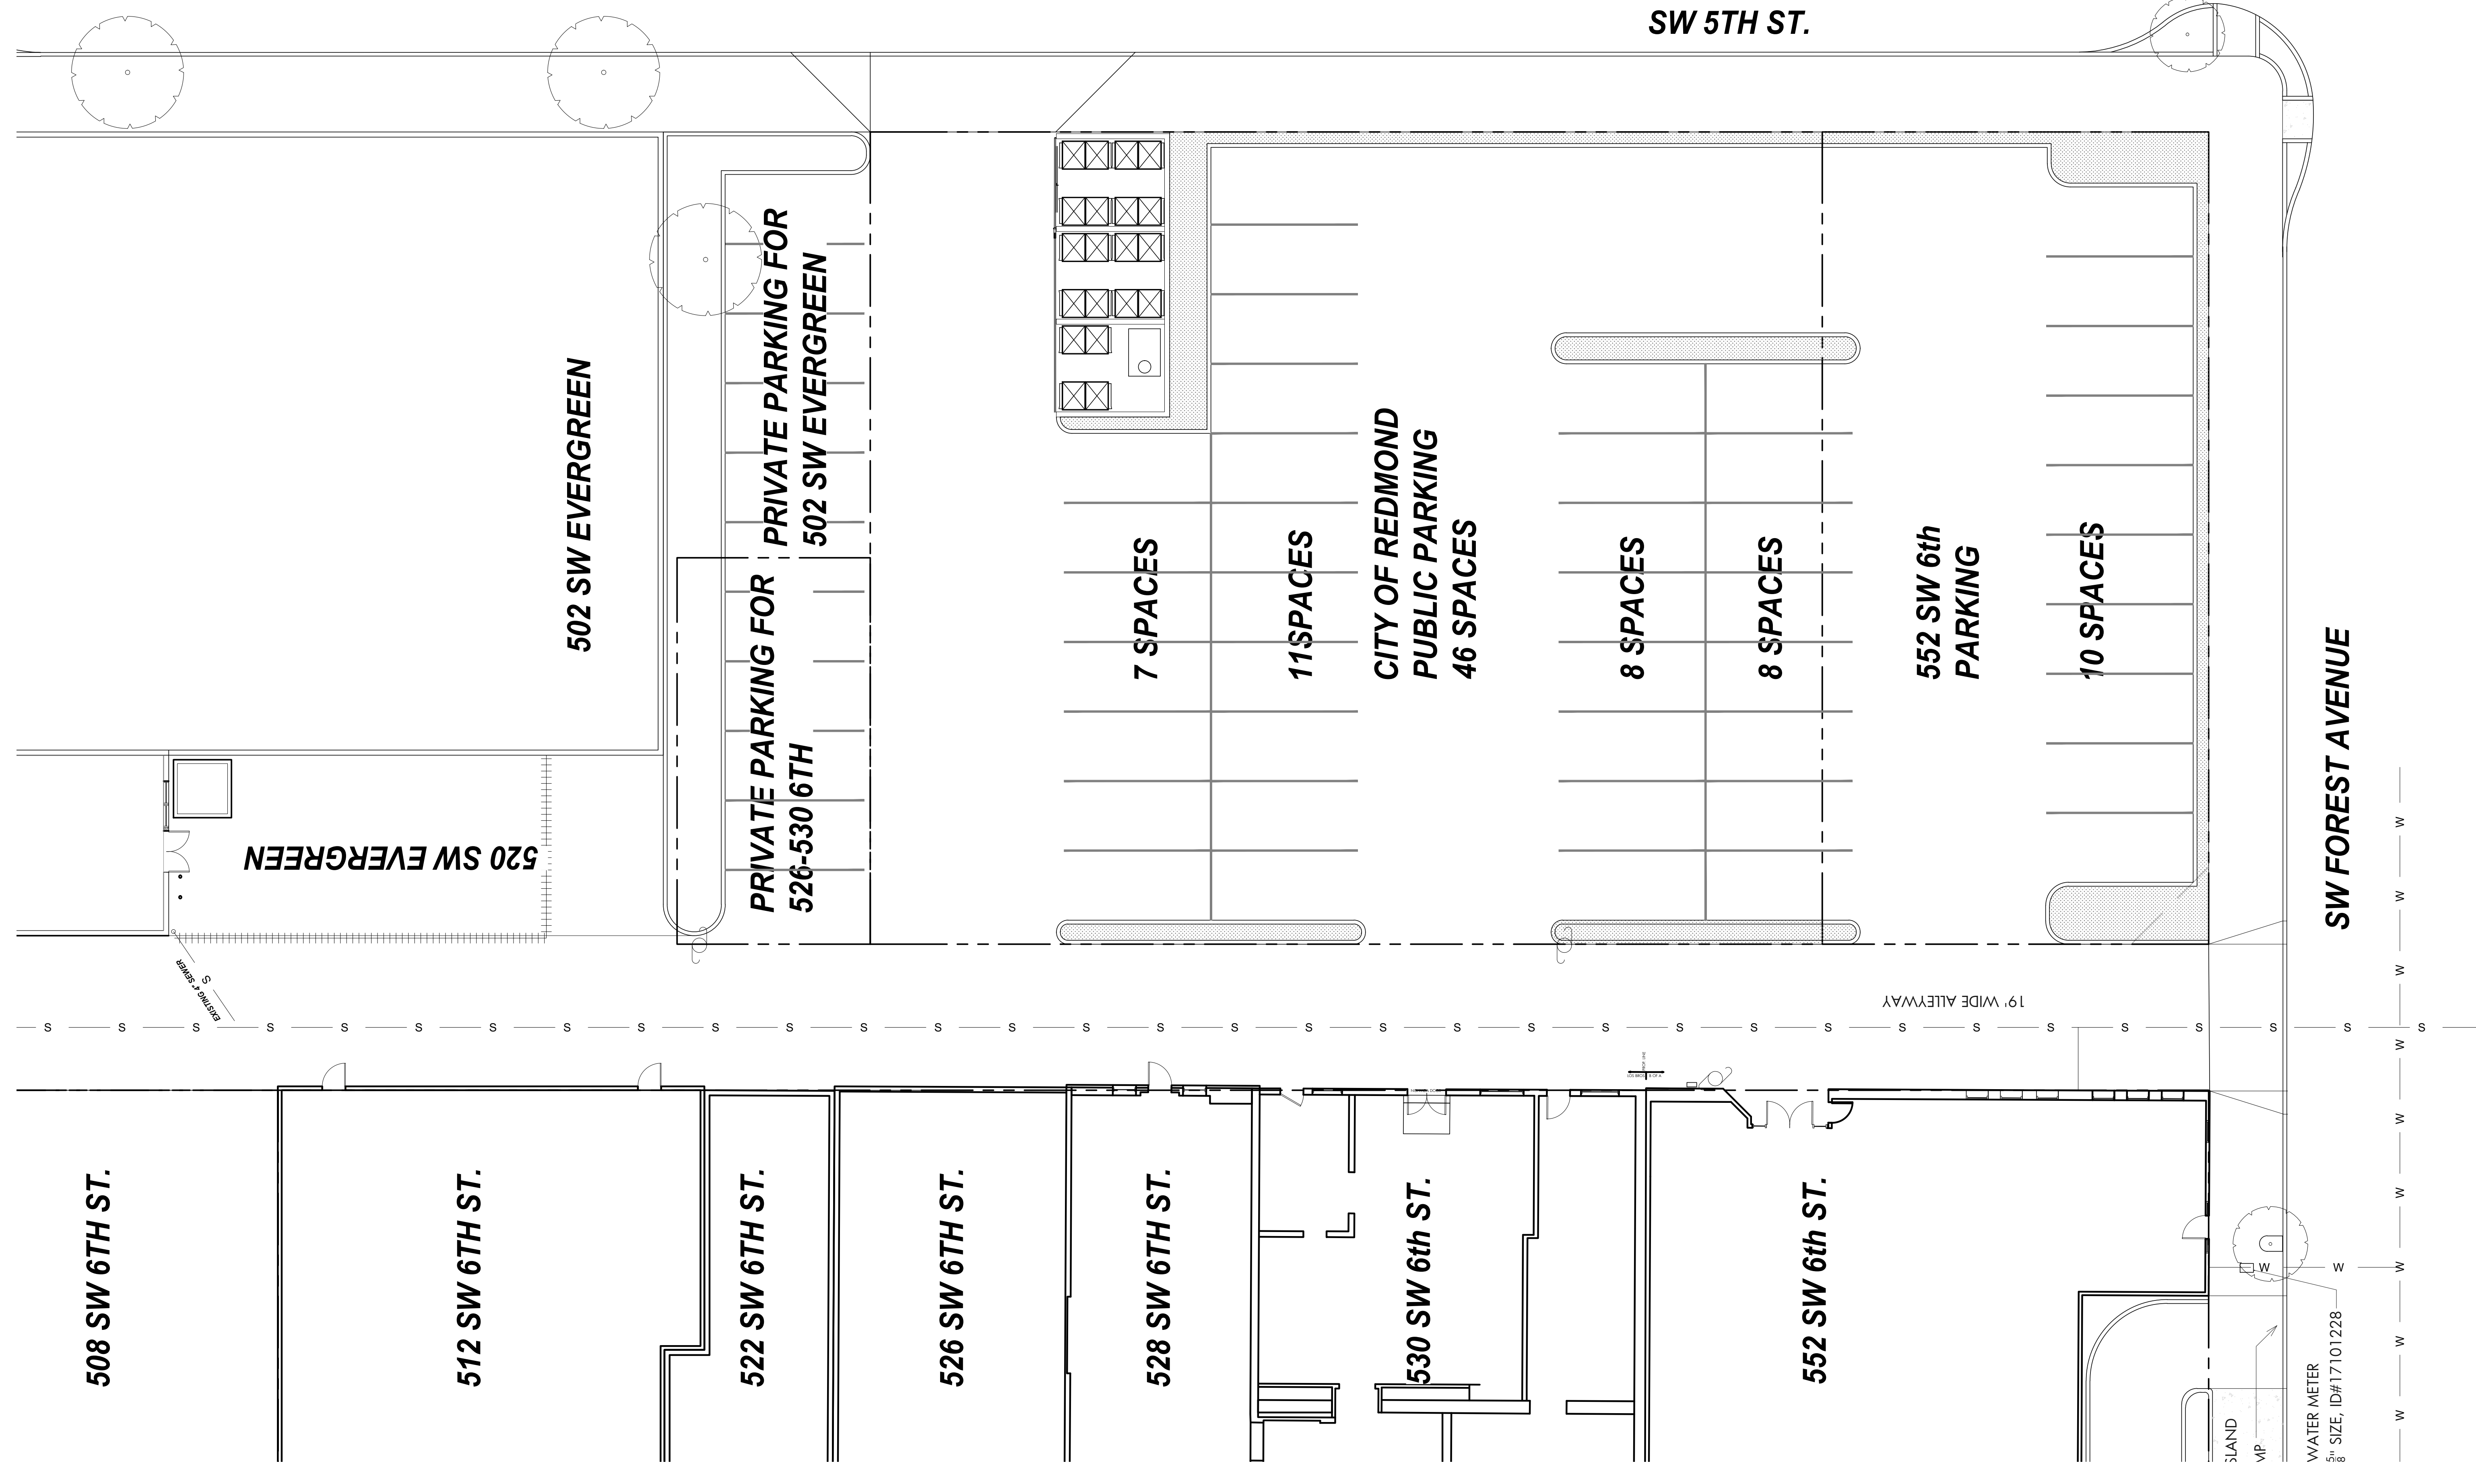 SW 5TH ST.
502 SW EVERGREEN
PRIVATE PARKING FOR
502 SW EVERGREEN
PRIVATE PARKING FOR
526-530 6TH
7 SPACES
11SPACES
CITY OF REDMOND
PUBLIC PARKING
46 SPACES
8 SPACES
8 SPACES
552 SW 6th
PARKING
10 SPACES
SW FOREST AVENUE
520 SW EVERGREEN
EXISTING 4" SEWER
S
19' WIDE ALLEYWAY
S S S S S S S S S S S S S S S S S S S S S S S S S S S S S S S S S
W
W
W
W
W
W
W
W
W
W W
508 SW 6TH ST.
512 SW 6TH ST.
522 SW 6TH ST.
526 SW 6TH ST.
528 SW 6TH ST.
530 SW 6th ST.
552 SW 6th ST.
WATER METER
SIZE, ID#17101228